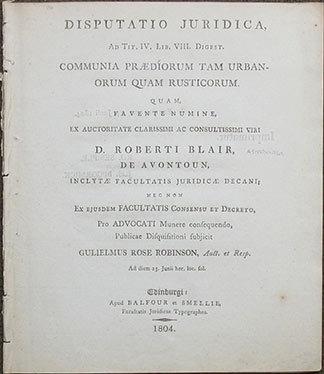 DISPUTATIO JURIDICA,
AD TIT. IV. LIB. VIII. DIGEST.
COMMUNIA PRÆDIORUM TAM URBAN-
ORUM QUAM RUSTICORUM.
QUAM,
FAVENTE NUMINE,
EX AUCTORITATE CLARISSIMI AC CONSULTISSIMI VIRI
D. ROBERTI BLAIR,
DE AVONTOUN,
INCLYTÆ FACULTATIS JURIDICÆ DECANI;
NEC NON
EX EJUSDEM FACULTATIS CONSENSU ET DECRETO,
PRO ADVOCATI Munere consequendo,
Publicae Disquisitioni subjicit
GULIELMUS ROSE ROBINSON, Auct. et Resp.
Ad diem 23. Junii hor. loc. sol.
Edinburgi:
Apud BALFOUR et SMELLIE,
Facultatis Juridicae Typographos.
1804.